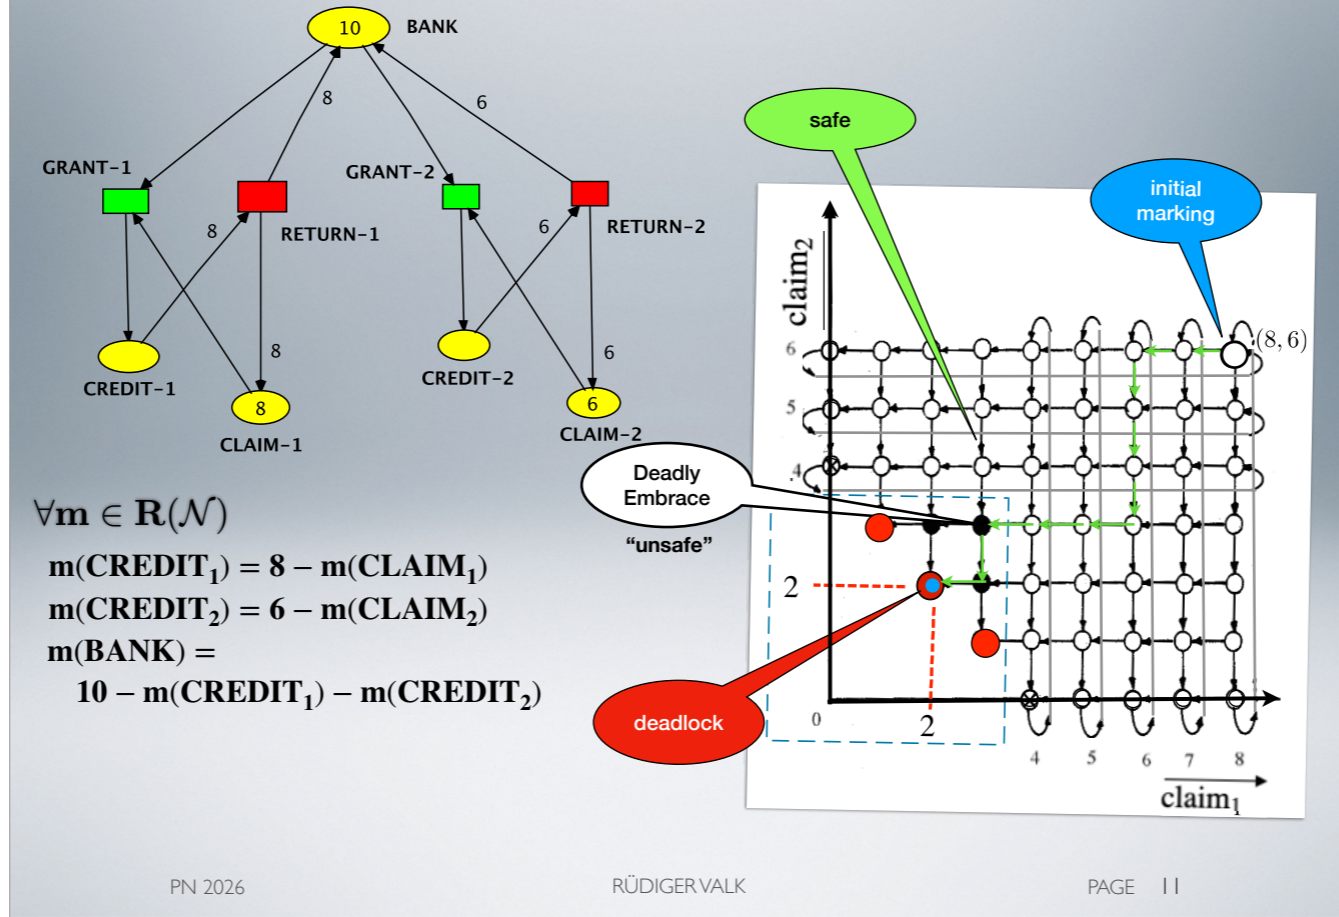 10
BANK
8
6
GRANT-1
GRANT-2
8
6
RETURN-1
RETURN-2
8
6
CREDIT-1
CREDIT-2
8
6
CLAIM-1
CLAIM-2
∀m ∈ R(𝒩)
m(CREDIT₁) = 8 − m(CLAIM₁)
m(CREDIT₂) = 6 − m(CLAIM₂)
m(BANK) =
10 − m(CREDIT₁) − m(CREDIT₂)
safe
initial
marking
claim₂
(8, 6)
6
5
4
Deadly
Embrace
"unsafe"
2
deadlock
0
2
4
5
6
7
8
claim₁
PN 2026
RÜDIGER VALK
PAGE 11